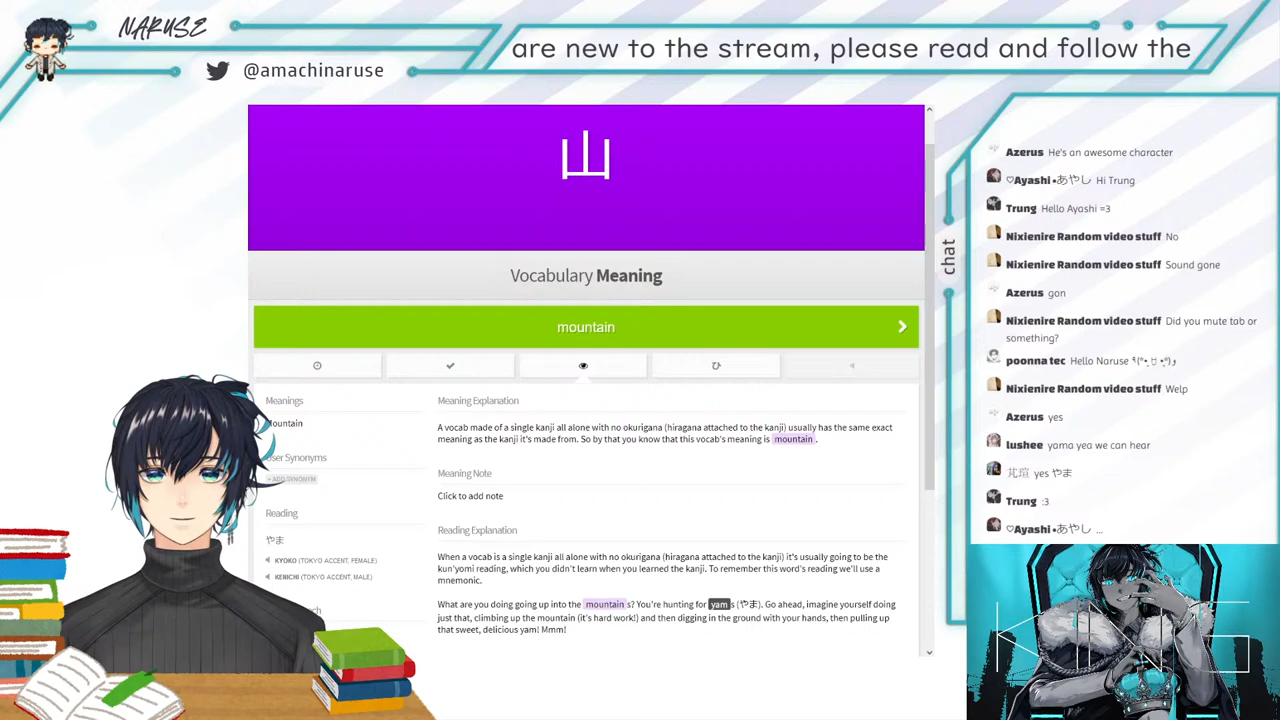 NARUSE
@amachinaruse
are new to the stream, please read and follow the
山
Vocabulary Meaning
mountain
ひ
Meanings
Mountain
User Synonyms
+ ADD SYNONYM
Reading
やま
KYOKO (TOKYO ACCENT, FEMALE)
KENICHI (TOKYO ACCENT, MALE)
Meaning Explanation
A vocab made of a single kanji all alone with no okurigana (hiragana attached to the kanji) usually has the same exact
meaning as the kanji it's made from. So by that you know that this vocab's meaning is mountain.
Meaning Note
Click to add note
Reading Explanation
When a vocab is a single kanji all alone with no okurigana (hiragana attached to the kanji) it's usually going to be the
kun'yomi reading, which you didn't learn when you learned the kanji. To remember this word's reading we'll use a
mnemonic.
What are you doing going up into the mountains? You're hunting for yams (やま). Go ahead, imagine yourself doing
just that, climbing up the mountain (it's hard work!) and then digging in the ground with your hands, then pulling up
that sweet, delicious yam! Mmm!
chat
Azerus He's an awesome character
♡Ayashi•あやし Hi Trung
Trung Hello Ayashi =3
Nixienire Random video stuff No
Nixienire Random video stuff Sound gone
Azerus gon
Nixienire Random video stuff Did you mute tab or
something?
poonna tec Hello Naruse
Nixienire Random video stuff Welp
Azerus yes
lushee yama yea we can hear
yes やま
Trung :3
♡Ayashi•あやし ...
KING